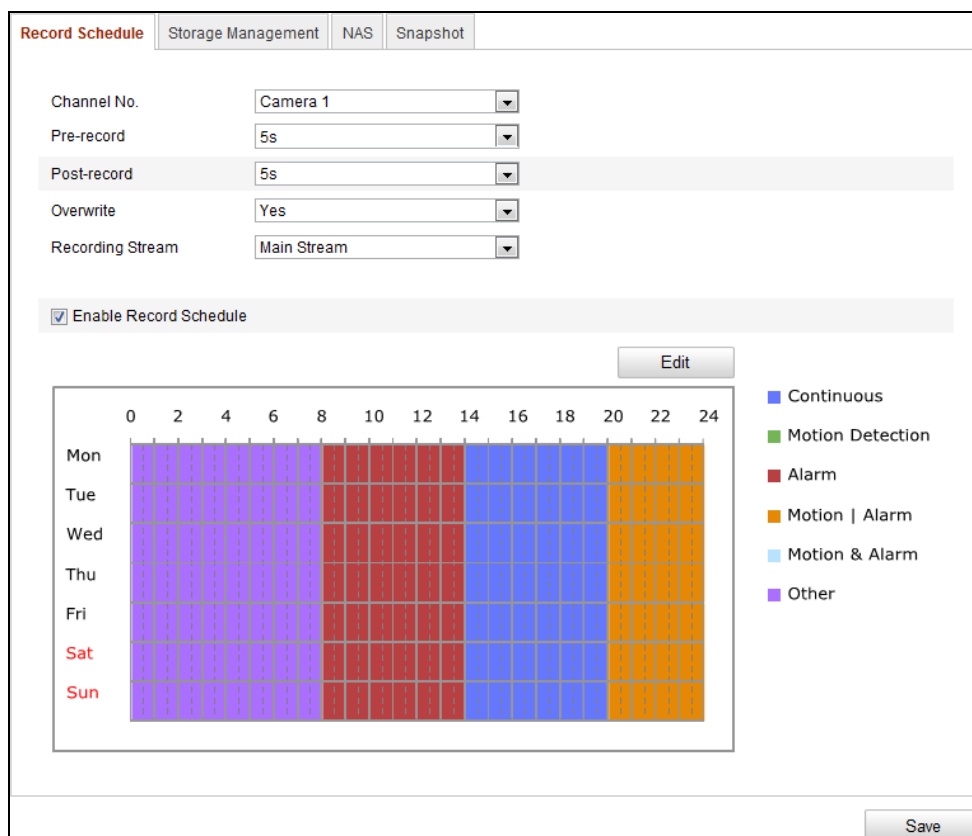 Record Schedule Storage Management NAS Snapshot
Channel No. Camera 1
Pre-record 5s
Post-record 5s
Overwrite Yes
Recording Stream Main Stream
Enable Record Schedule
Edit
0 2 4 6 8 10 12 14 16 18 20 22 24
Mon
Tue
Wed
Thu
Fri
Sat
Sun
Continuous
Motion Detection
Alarm
Motion | Alarm
Motion & Alarm
Other
Save